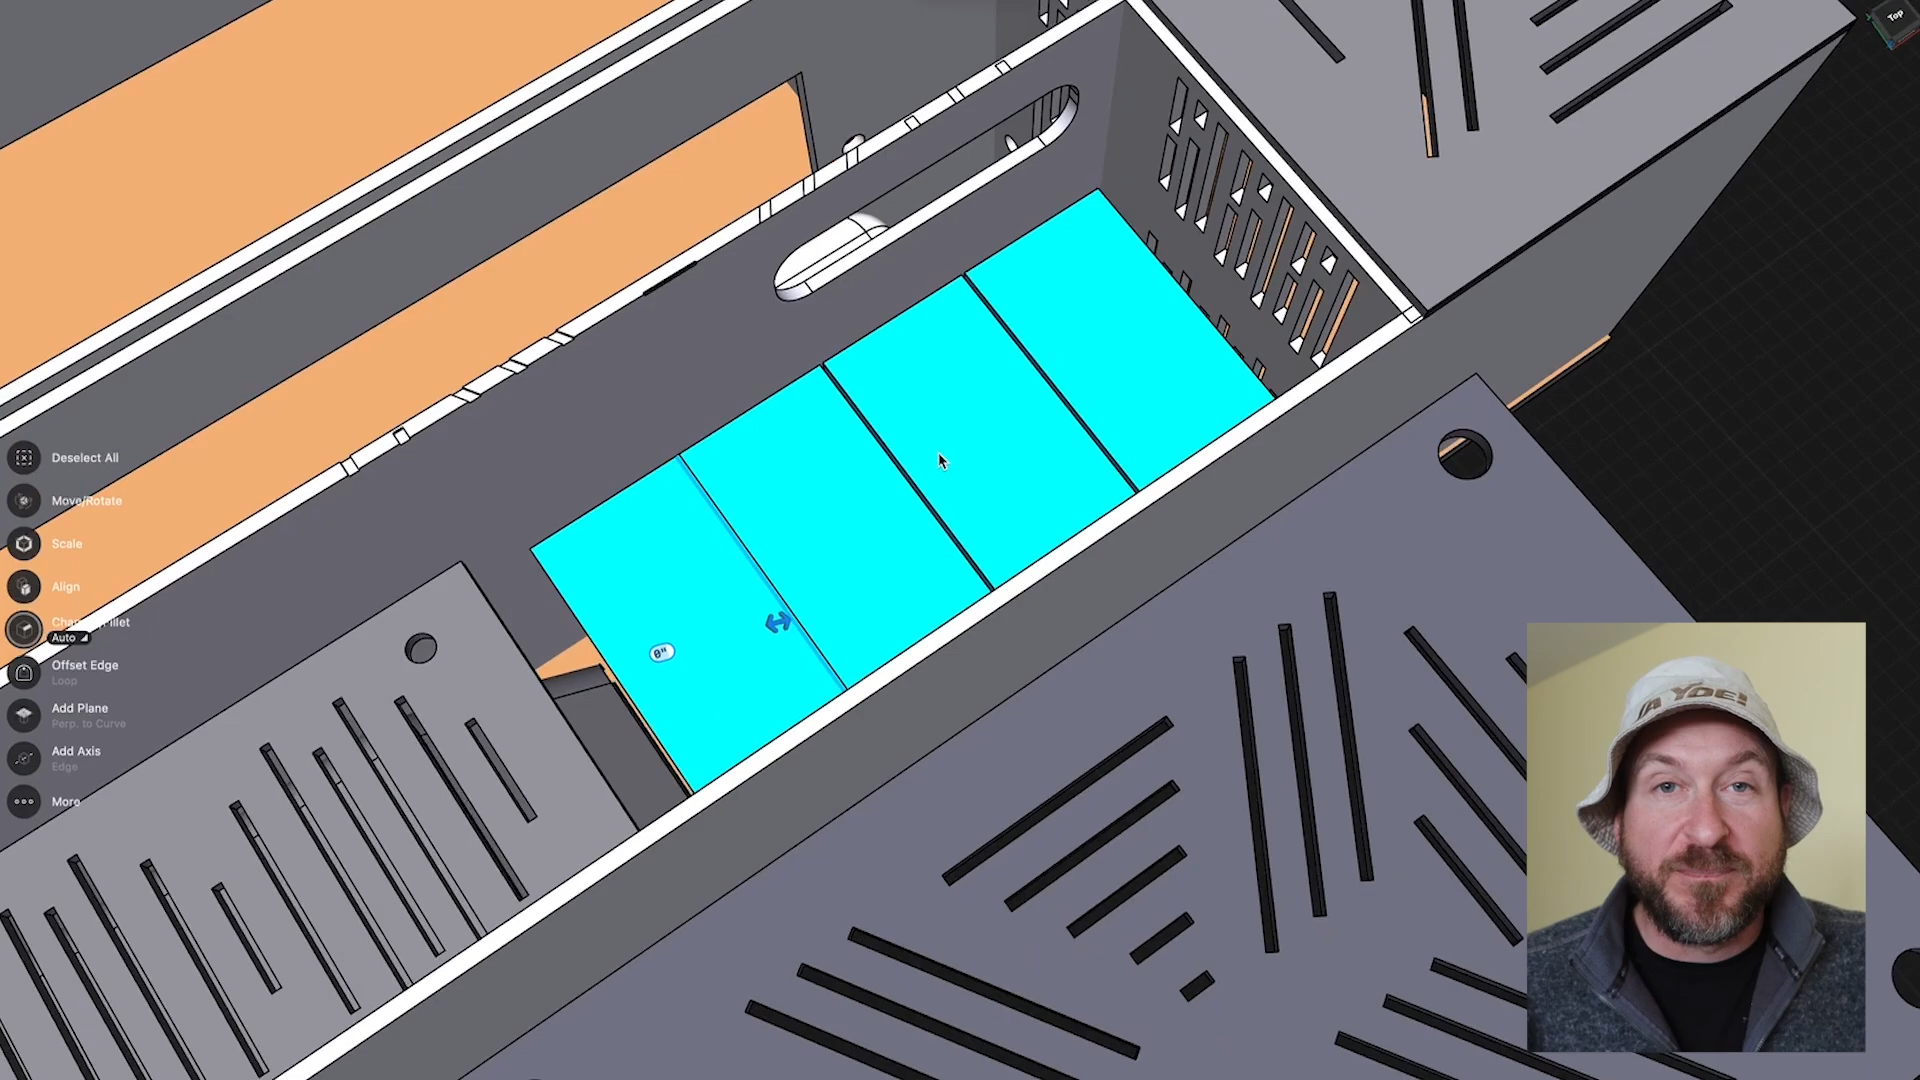 TOP
Deselect All
Move/Rotate
Scale
Align
Auto
Offset Edge
Loop
Add Plane
Perp. to Curve
Add Axis
Edge
More
0"